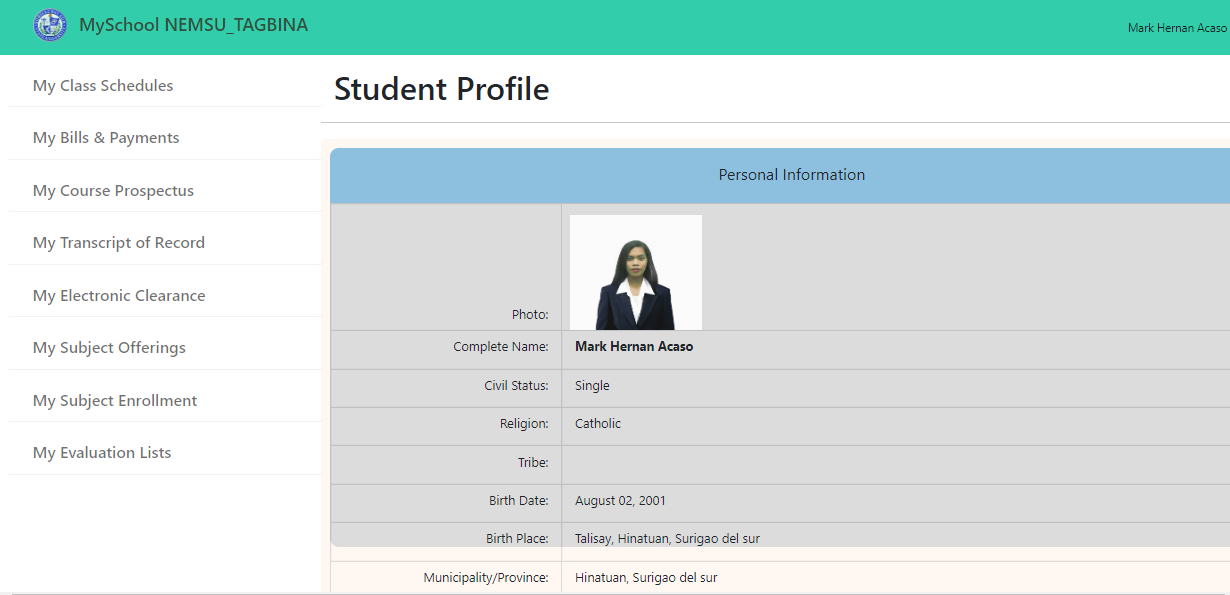 MySchool NEMSU_TAGBINA
Mark Hernan Acaso
My Class Schedules
My Bills & Payments
My Course Prospectus
My Transcript of Record
My Electronic Clearance
My Subject Offerings
My Subject Enrollment
My Evaluation Lists
Student Profile
Personal Information
Photo:
Complete Name: Mark Hernan Acaso
Civil Status: Single
Religion: Catholic
Tribe:
Birth Date: August 02, 2001
Birth Place: Talisay, Hinatuan, Surigao del sur
Municipality/Province: Hinatuan, Surigao del sur